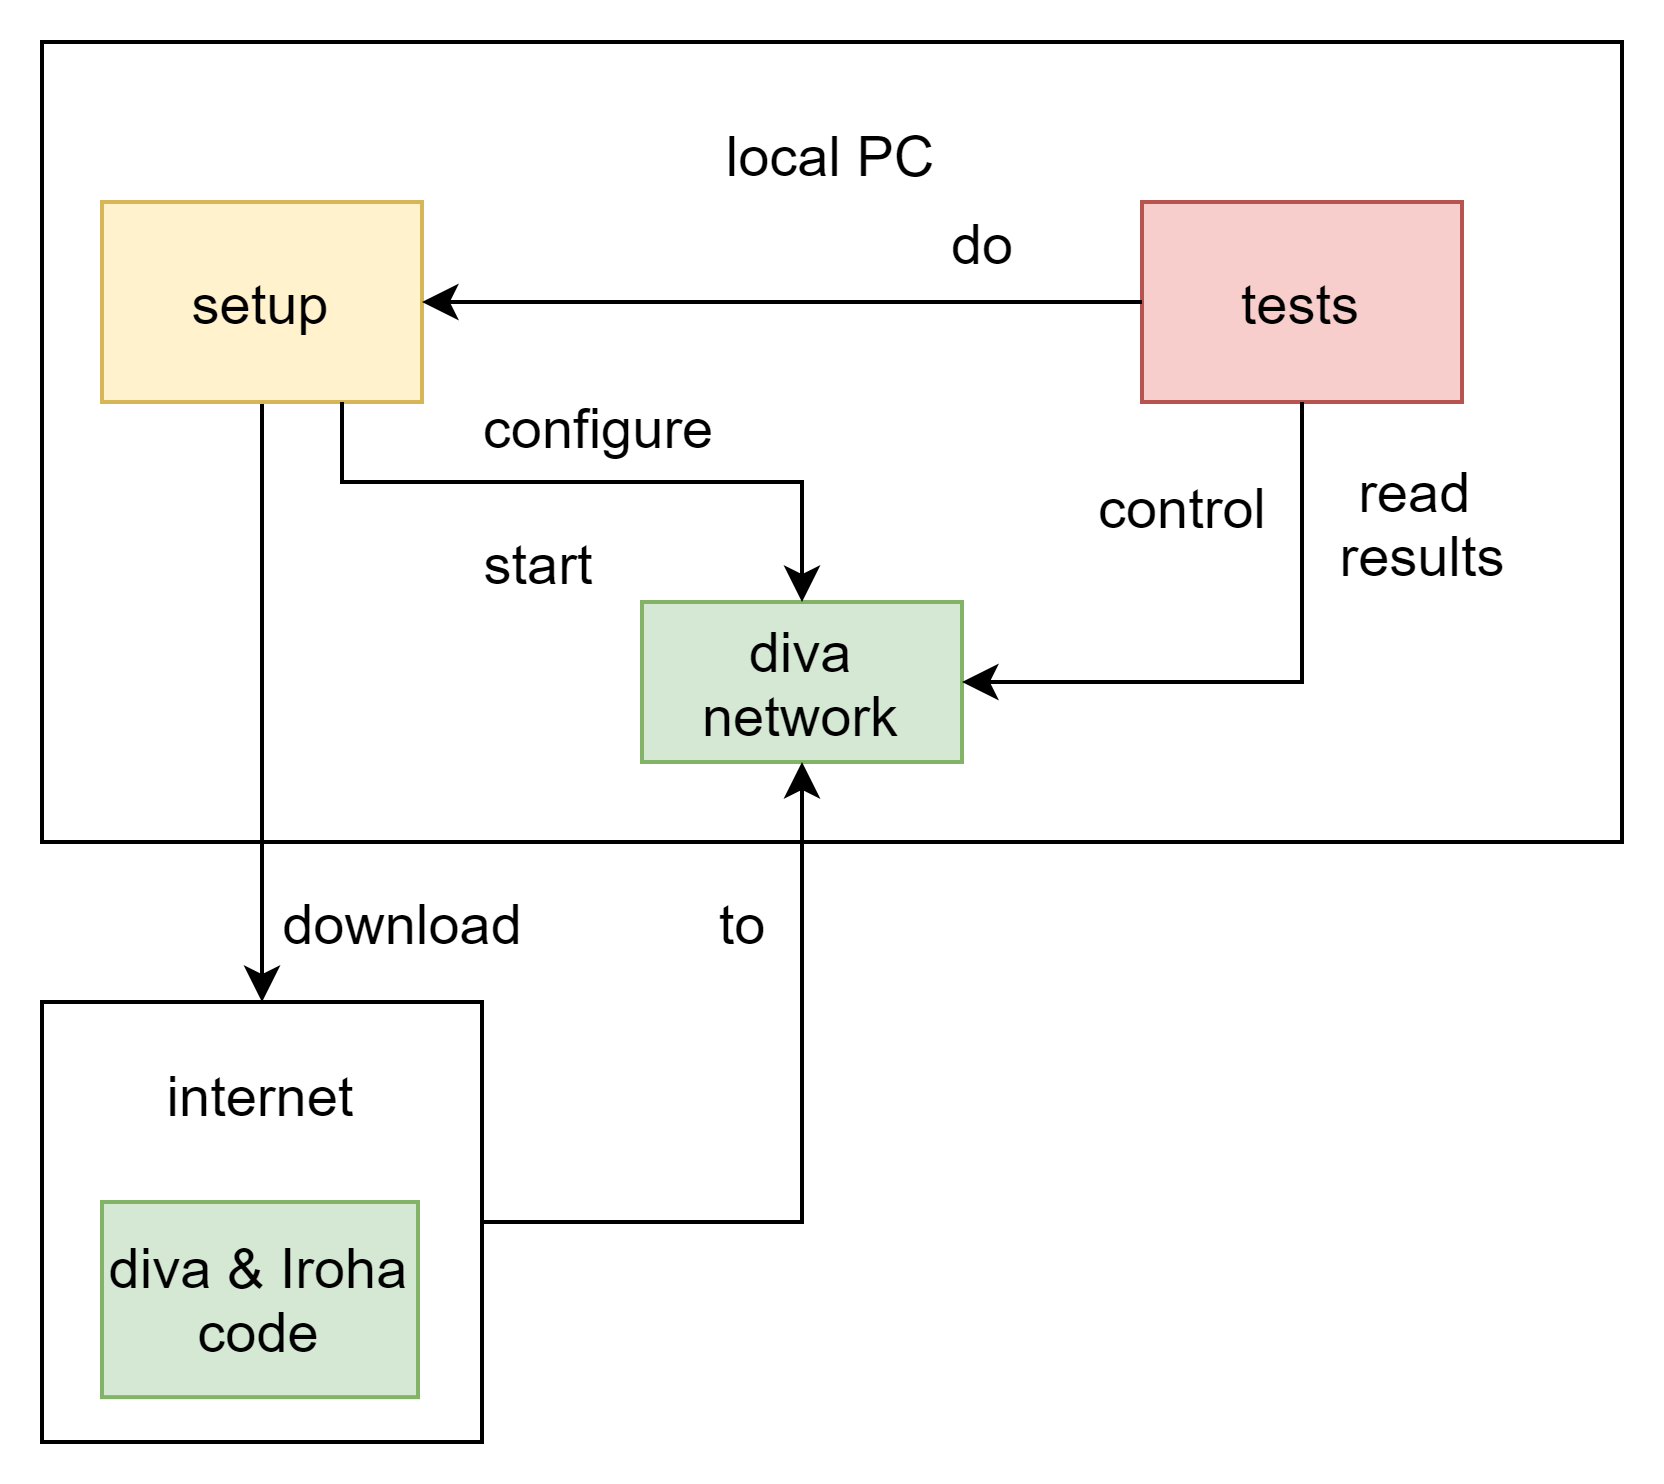 local PC
do
setup
tests
configure
control
read
results
start
diva
network
download
to
internet
diva & Iroha
code